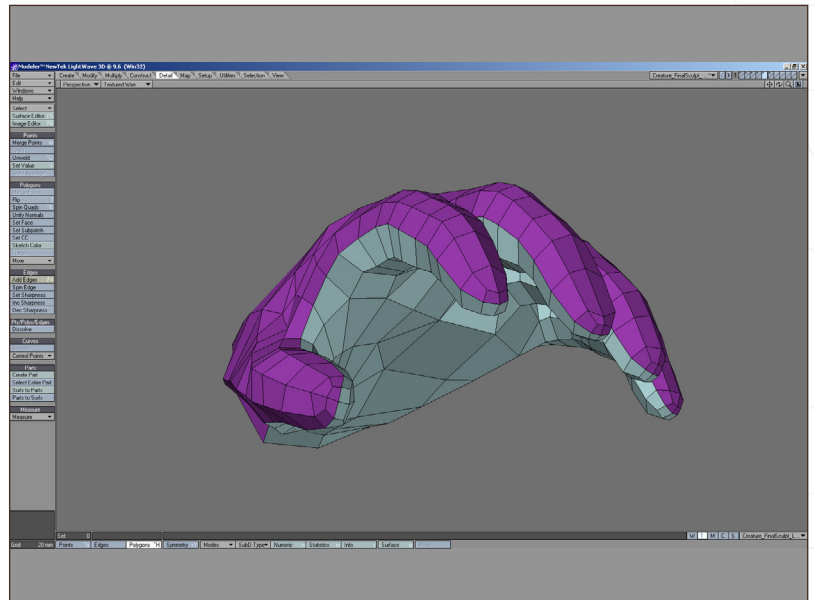 Modeler™ NewTek LightWave 3D ® 9.6 (Win32)
File Create Modify Multiply Construct Detail Map Setup Utilities Selection View Creature_FinalSculpt_...
Edit Perspective Textured Wire
Windows
Help
Select
Surface Editor
Image Editor
Points
Merge Points
Unweld
Set Value
Polygons
Flip
Spin Quads
Unify Normals
Set Face
Set Subpatch
Set CC
Sketch Color
More
Edges
Add Edges
Spin Edge
Set Sharpness
Inc Sharpness
Dec Sharpness
Pts/Polys/Edges
Dissolve
Curves
Control Points
Parts
Create Part
Select Entire Part
Surfs to Parts
Parts to Surfs
Measure
Measure
Sel: 0 W T M C S Creature_FinalSculpt_L...
Grid: 20 mm Points Edges Polygons ^H Symmetry Modes SubD-Type Numeric Statistics Info Surface